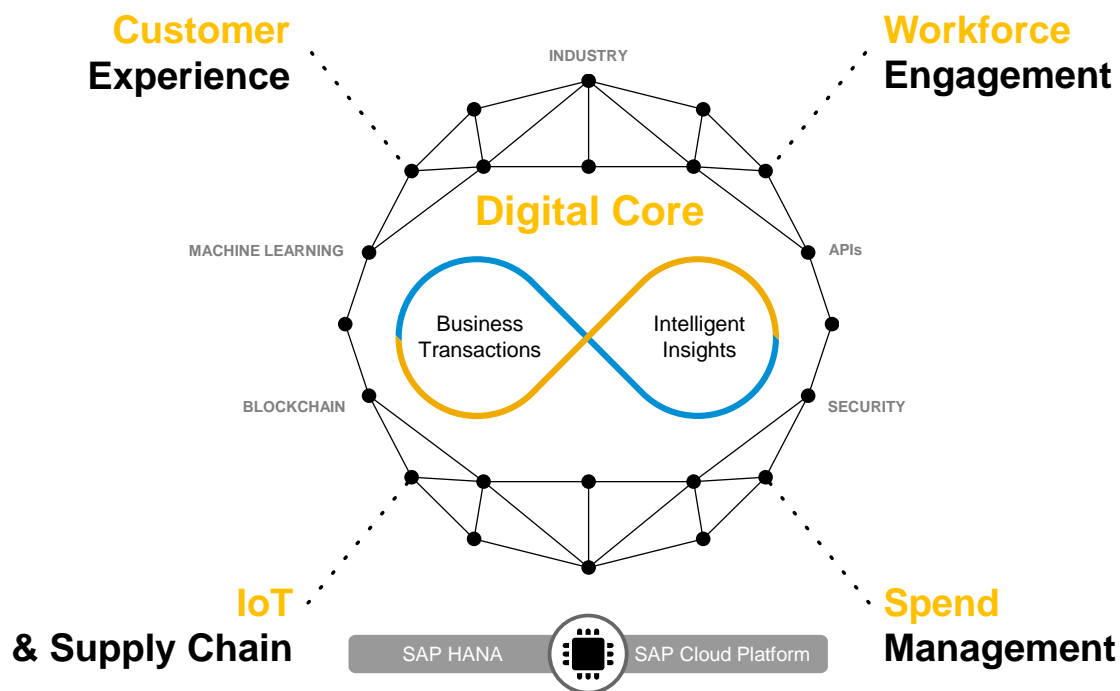 Customer
Experience
Workforce
Engagement
INDUSTRY
Digital Core
MACHINE LEARNING
APIs
Business
Transactions
Intelligent
Insights
BLOCKCHAIN
SECURITY
IoT
& Supply Chain
Spend
Management
SAP HANA
SAP Cloud Platform